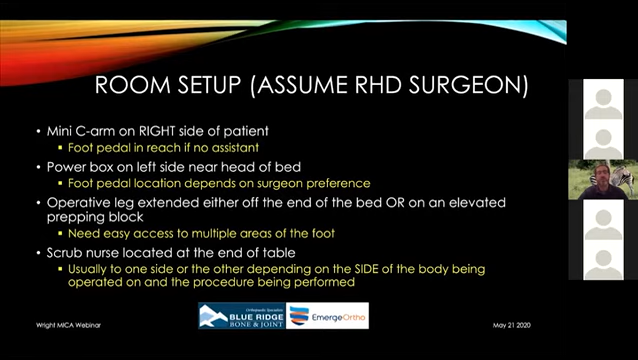 ROOM SETUP (ASSUME RHD SURGEON)
• Mini C-arm on RIGHT side of patient
▪ Foot pedal in reach if no assistant
• Power box on left side near head of bed
▪ Foot pedal location depends on surgeon preference
• Operative leg extended either off the end of the bed OR on an elevated
prepping block
▪ Need easy access to multiple areas of the foot
• Scrub nurse located at the end of table
▪ Usually to one side or the other depending on the SIDE of the body being
operated on and the procedure being performed
Orthopaedic Specialists
BLUE RIDGE
BONE & JOINT
EmergeOrtho
Wright MICA Webinar
May 21 2020